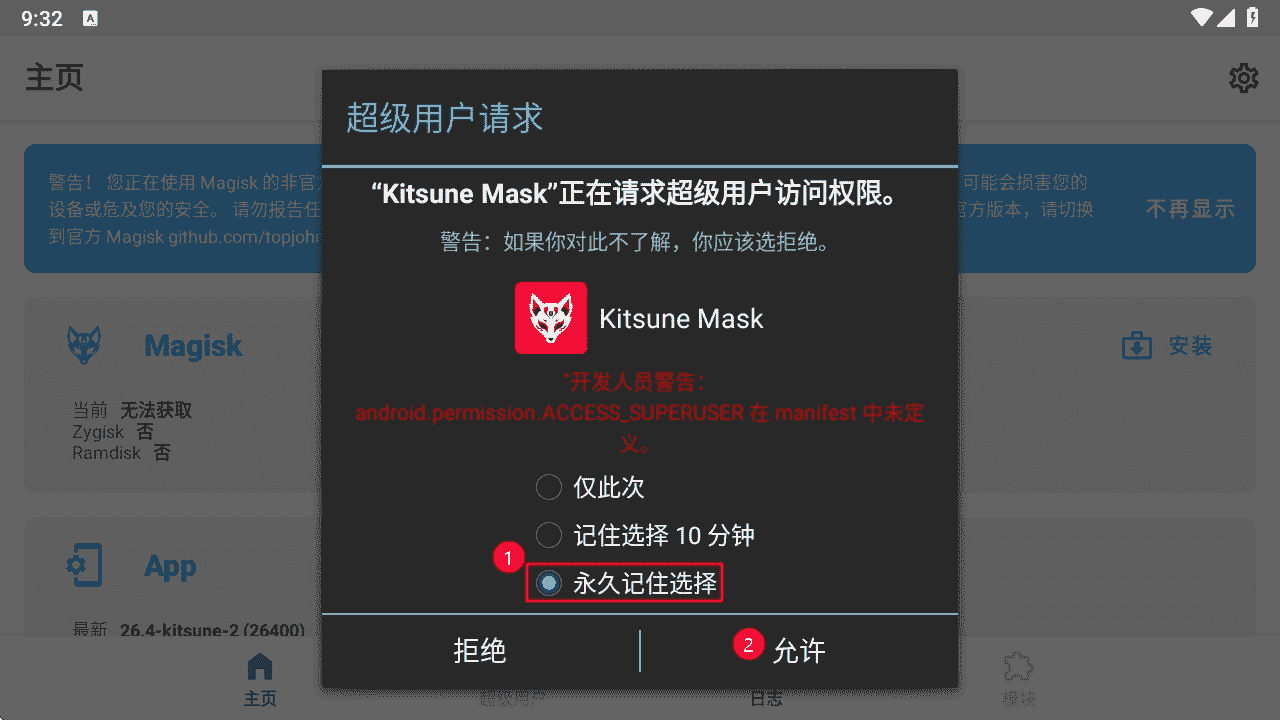 9:32
A
主页
超级用户请求
“Kitsune Mask”正在请求超级用户访问权限。
警告：如果你对此不了解，你应该选拒绝。
警告！ 您正在使用 Magisk 的非官
可能会损害您的
设备或危及您的安全。 请勿报告任
官方版本，请切换
到官方 Magisk github.com/topjohn
不再显示
Kitsune Mask
Magisk
安装
*开发人员警告：
android.permission.ACCESS_SUPERUSER 在 manifest 中未定
义。
当前 无法获取
Zygisk 否
Ramdisk 否
仅此次
记住选择 10 分钟
1
永久记住选择
App
最新 26.4-kitsune-2 (26400)
拒绝
2 允许
主页
超级用户
日志
模块